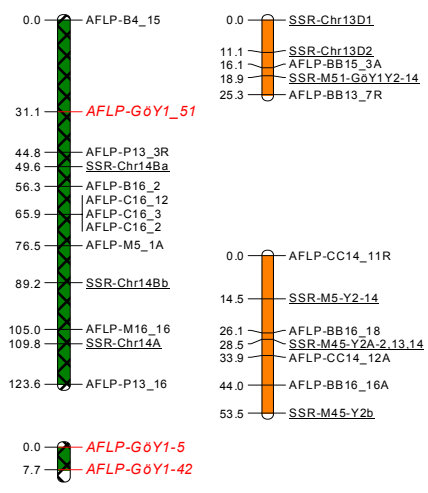 0.0 AFLP-B4_15
31.1 AFLP-GöY1_51
44.8 AFLP-P13_3R
49.6 SSR-Chr14Ba
56.3 AFLP-B16_2
AFLP-C16_12
65.9 AFLP-C16_3
AFLP-C16_2
76.5 AFLP-M5_1A
89.2 SSR-Chr14Bb
105.0 AFLP-M16_16
109.8 SSR-Chr14A
123.6 AFLP-P13_16
0.0 AFLP-GöY1-5
7.7 AFLP-GöY1-42
0.0 SSR-Chr13D1
11.1 SSR-Chr13D2
16.1 AFLP-BB15_3A
18.9 SSR-M51-GöY1Y2-14
25.3 AFLP-BB13_7R
0.0 AFLP-CC14_11R
14.5 SSR-M5-Y2-14
26.1 AFLP-BB16_18
28.5 SSR-M45-Y2A-2,13,14
33.9 AFLP-CC14_12A
44.0 AFLP-BB16_16A
53.5 SSR-M45-Y2b